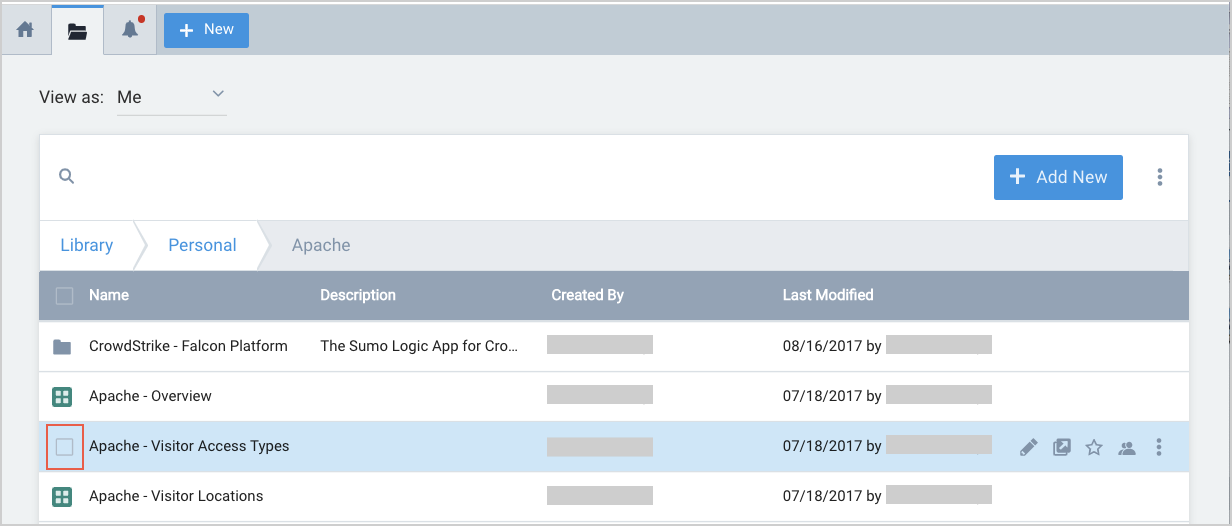 New
View as: Me
Add New
Library Personal Apache
Name Description Created By Last Modified
CrowdStrike - Falcon Platform The Sumo Logic App for Cro... 08/16/2017 by
Apache - Overview 07/18/2017 by
Apache - Visitor Access Types 07/18/2017 by
Apache - Visitor Locations 07/18/2017 by